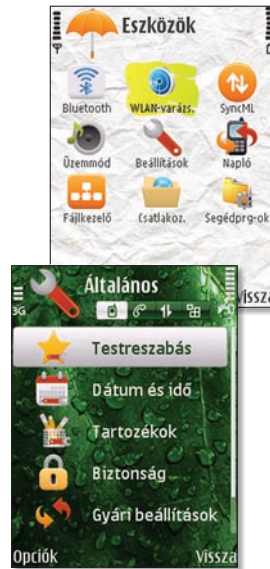 Eszközök
Bluetooth WLAN-varázs. SyncML
Üzemmód Beállítások Napló
Fájlkezelő Csatlakoz. Segédprg-ok
Általános
3G
Testreszabás
Dátum és idő
Tartozékok
Biztonság
Gyári beállítások
Opciók Vissza